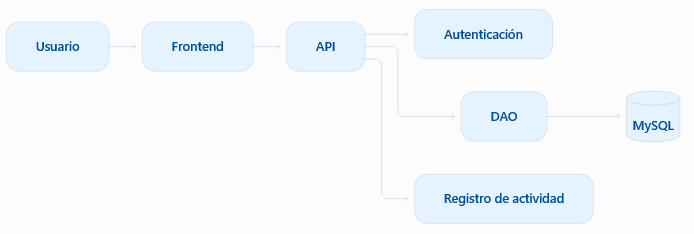 Usuario
Frontend
API
Autenticación
DAO
MySQL
Registro de actividad